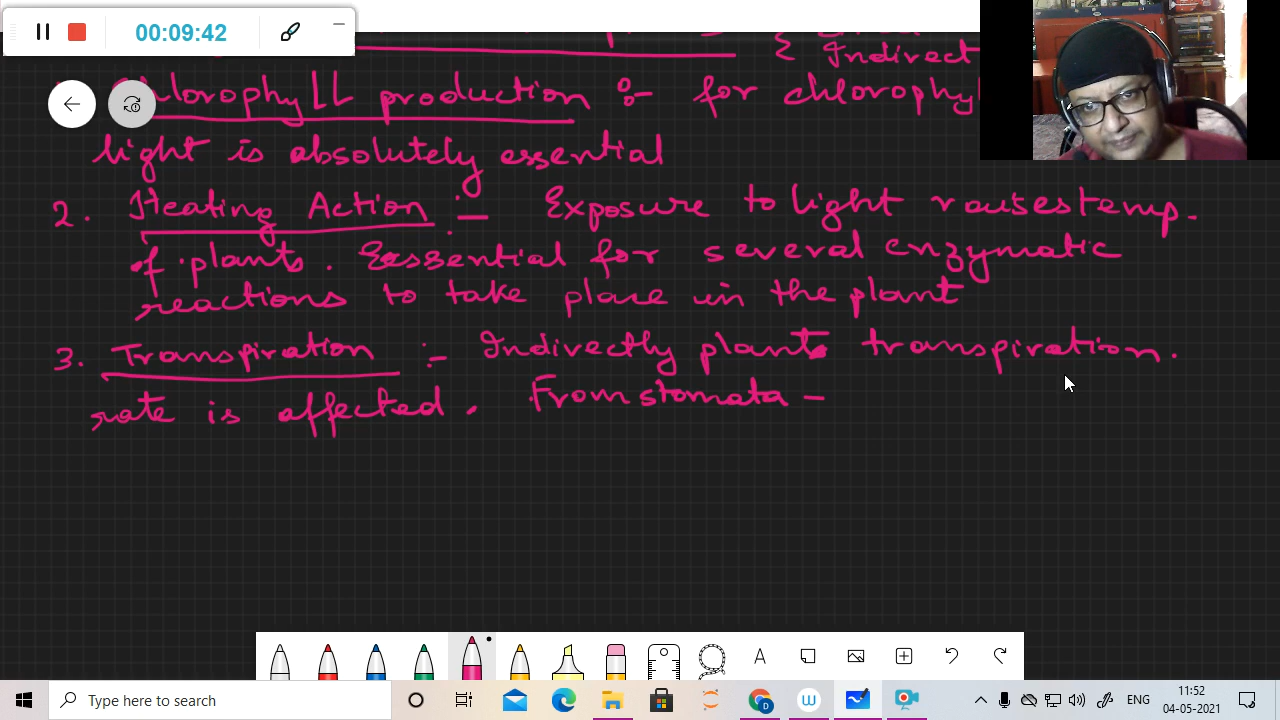 00:09:42
Indirect
Chlorophyll production :- for chlorophyl
light is absolutely essential
2. Heating Action :- Exposure to light raises temp.
of plants. Essential for several enzymatic
reactions to take place in the plant
3. Transpiration :- Indirectly plants transpiration.
rate is affected. From stomata -
A
Type here to search
ENG
11:52
04-05-2021